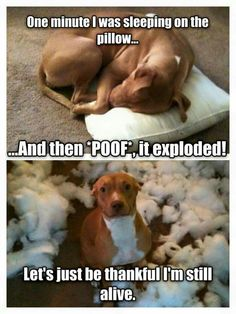 One minute I was sleeping on the
pillow...
...And then *POOF*, it exploded!
Let's just be thankful I'm still
alive.